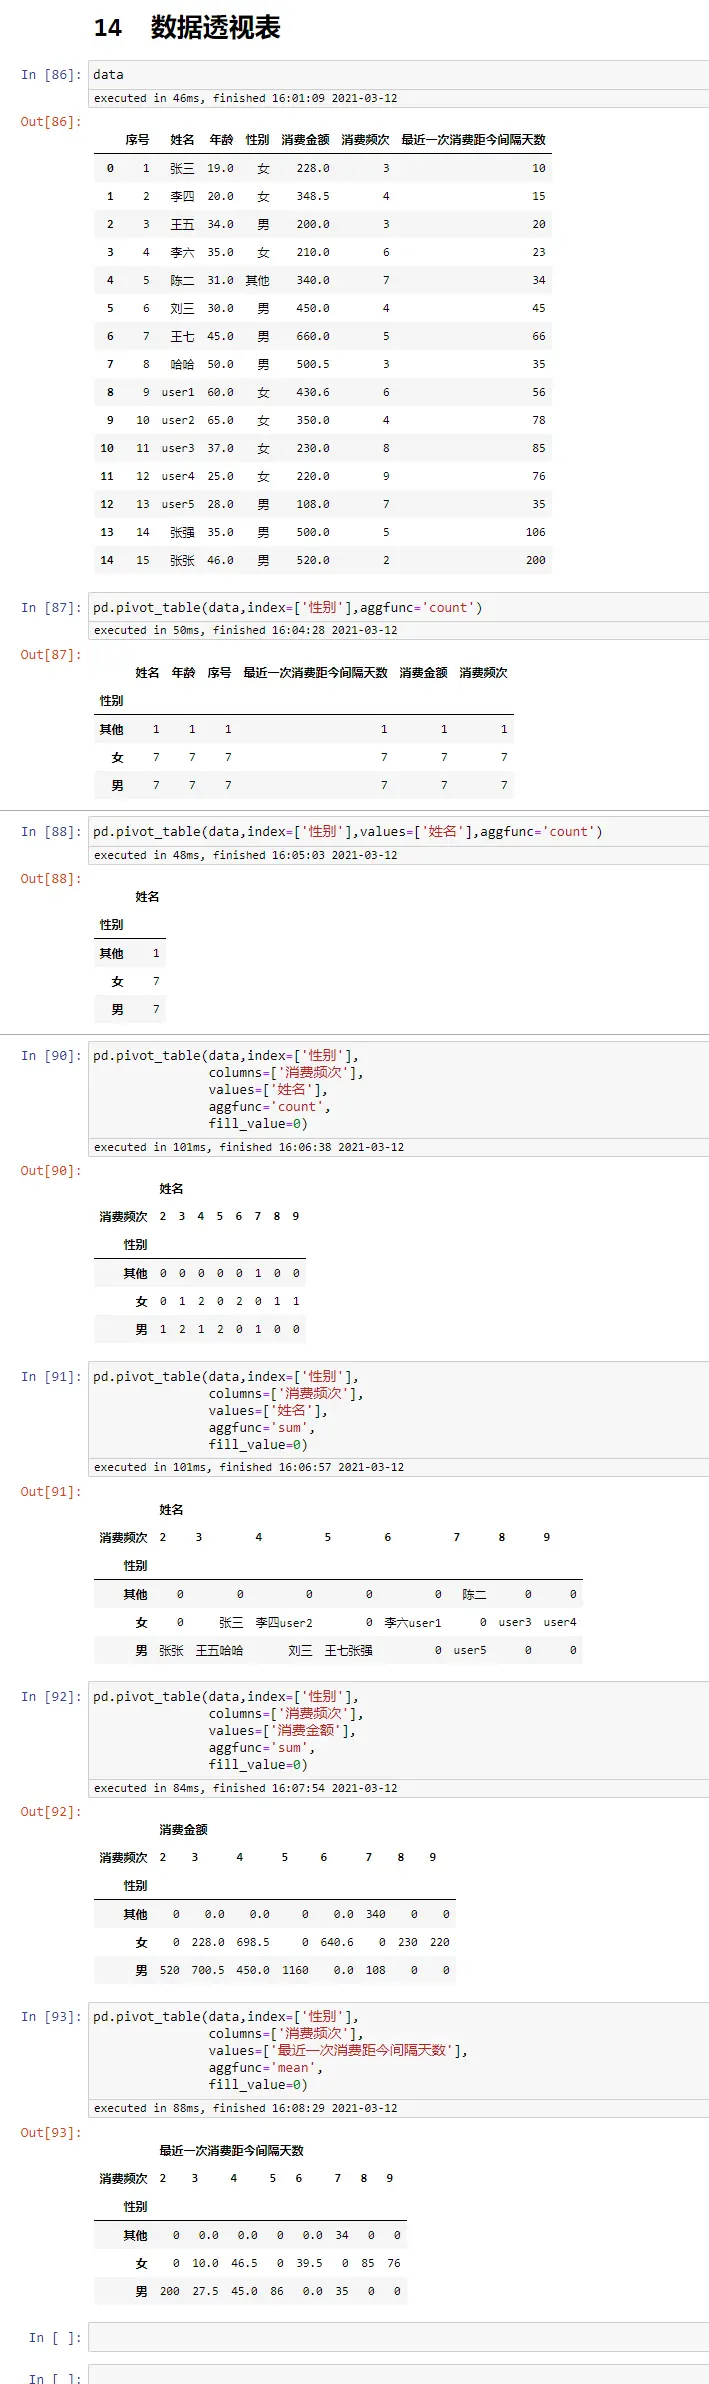 14 数据透视表
In [86]: data
executed in 46ms, finished 16:01:09 2021-03-12
Out[86]:
序号 姓名 年龄 性别 消费金额 消费频次 最近一次消费距今间隔天数
0 1 张三 19.0 女 228.0 3 10
1 2 李四 20.0 女 348.5 4 15
2 3 王五 34.0 男 200.0 3 20
3 4 李六 35.0 女 210.0 6 23
4 5 陈二 31.0 其他 340.0 7 34
5 6 刘三 30.0 男 450.0 4 45
6 7 王七 45.0 男 660.0 5 66
7 8 哈哈 50.0 男 500.5 3 35
8 9 user1 60.0 女 430.6 6 56
9 10 user2 65.0 女 350.0 4 78
10 11 user3 37.0 女 230.0 8 85
11 12 user4 25.0 女 220.0 9 76
12 13 user5 28.0 男 108.0 7 35
13 14 张强 35.0 男 500.0 5 106
14 15 张张 46.0 男 520.0 2 200
In [87]: pd.pivot_table(data,index=['性别'],aggfunc='count')
executed in 50ms, finished 16:04:28 2021-03-12
Out[87]:
姓名 年龄 序号 最近一次消费距今间隔天数 消费金额 消费频次
性别
其他 1 1 1 1 1 1
女 7 7 7 7 7 7
男 7 7 7 7 7 7
In [88]: pd.pivot_table(data,index=['性别'],values=['姓名'],aggfunc='count')
executed in 48ms, finished 16:05:03 2021-03-12
Out[88]:
姓名
性别
其他 1
女 7
男 7
In [90]: pd.pivot_table(data,index=['性别'],
columns=['消费频次'],
values=['姓名'],
aggfunc='count',
fill_value=0)
executed in 101ms, finished 16:06:38 2021-03-12
Out[90]:
姓名
消费频次 2 3 4 5 6 7 8 9
性别
其他 0 0 0 0 0 1 0 0
女 0 1 2 0 2 0 1 1
男 1 2 1 2 0 1 0 0
In [91]: pd.pivot_table(data,index=['性别'],
columns=['消费频次'],
values=['姓名'],
aggfunc='sum',
fill_value=0)
executed in 101ms, finished 16:06:57 2021-03-12
Out[91]:
姓名
消费频次 2 3 4 5 6 7 8 9
性别
其他 0 0 0 0 0 陈二 0 0
女 0 张三 李四user2 0 李六user1 0 user3 user4
男 张张 王五哈哈 刘三 王七张强 0 user5 0 0
In [92]: pd.pivot_table(data,index=['性别'],
columns=['消费频次'],
values=['消费金额'],
aggfunc='sum',
fill_value=0)
executed in 84ms, finished 16:07:54 2021-03-12
Out[92]:
消费金额
消费频次 2 3 4 5 6 7 8 9
性别
其他 0 0.0 0.0 0 0.0 340 0 0
女 0 228.0 698.5 0 640.6 0 230 220
男 520 700.5 450.0 1160 0.0 108 0 0
In [93]: pd.pivot_table(data,index=['性别'],
columns=['消费频次'],
values=['最近一次消费距今间隔天数'],
aggfunc='mean',
fill_value=0)
executed in 88ms, finished 16:08:29 2021-03-12
Out[93]:
最近一次消费距今间隔天数
消费频次 2 3 4 5 6 7 8 9
性别
其他 0 0.0 0.0 0 0.0 34 0 0
女 0 10.0 46.5 0 39.5 0 85 76
男 200 27.5 45.0 86 0.0 35 0 0
In [ ]:
In [ ]: